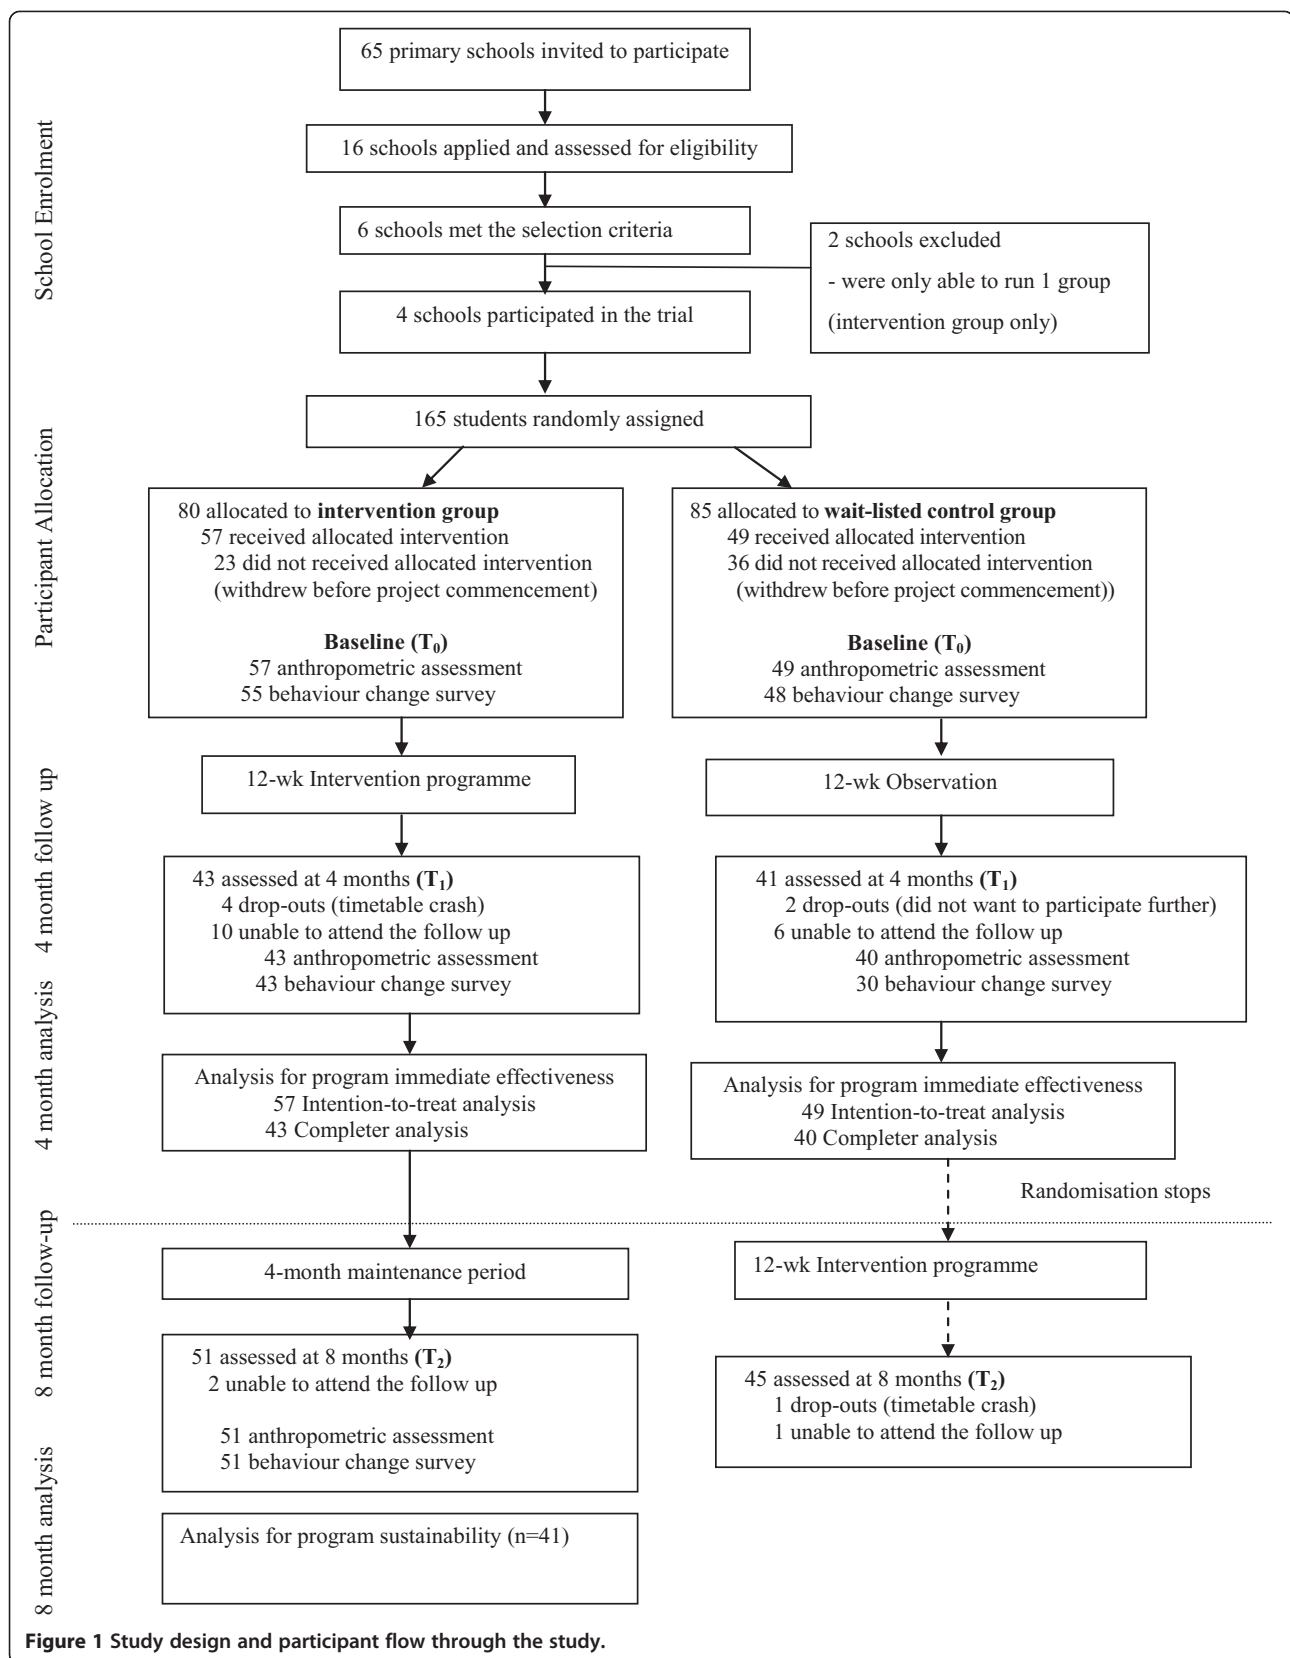 65 primary schools invited to participate
16 schools applied and assessed for eligibility
6 schools met the selection criteria
2 schools excluded
- were only able to run 1 group
(intervention group only)
4 schools participated in the trial
School Enrolment
165 students randomly assigned
Participant Allocation
80 allocated to intervention group
57 received allocated intervention
23 did not received allocated intervention
(withdrew before project commencement)
Baseline (T0)
57 anthropometric assessment
55 behaviour change survey
85 allocated to wait-listed control group
49 received allocated intervention
36 did not received allocated intervention
(withdrew before project commencement))
Baseline (T0)
49 anthropometric assessment
48 behaviour change survey
4 month follow up
12-wk Intervention programme
12-wk Observation
43 assessed at 4 months (T1)
4 drop-outs (timetable crash)
10 unable to attend the follow up
43 anthropometric assessment
43 behaviour change survey
41 assessed at 4 months (T1)
2 drop-outs (did not want to participate further)
6 unable to attend the follow up
40 anthropometric assessment
30 behaviour change survey
4 month analysis
Analysis for program immediate effectiveness
57 Intention-to-treat analysis
43 Completer analysis
Analysis for program immediate effectiveness
49 Intention-to-treat analysis
40 Completer analysis
Randomisation stops
8 month follow-up
4-month maintenance period
12-wk Intervention programme
51 assessed at 8 months (T2)
2 unable to attend the follow up
51 anthropometric assessment
51 behaviour change survey
45 assessed at 8 months (T2)
1 drop-outs (timetable crash)
1 unable to attend the follow up
8 month analysis
Analysis for program sustainability (n=41)
Figure 1 Study design and participant flow through the study.